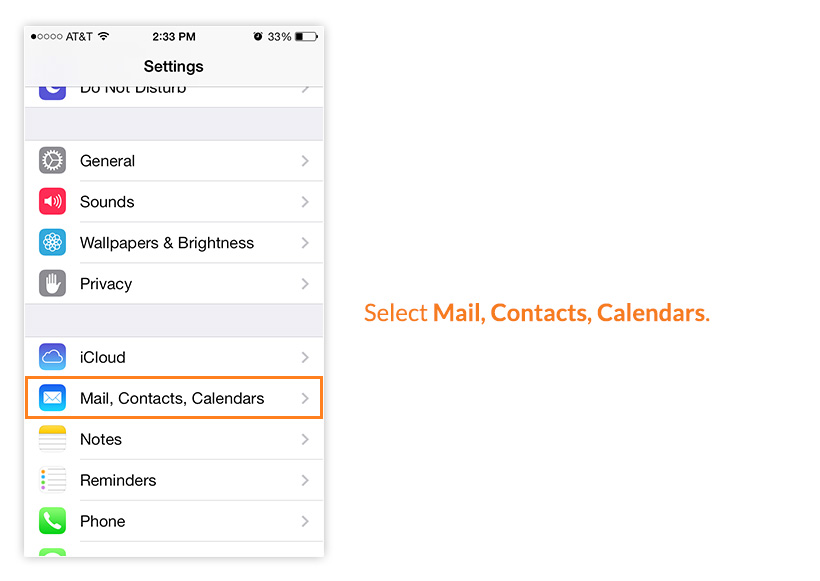 AT&T 2:33 PM 33%
Settings
Do Not Disturb
General
Sounds
Wallpapers & Brightness
Privacy
Select Mail, Contacts, Calendars.
iCloud
Mail, Contacts, Calendars
Notes
Reminders
Phone